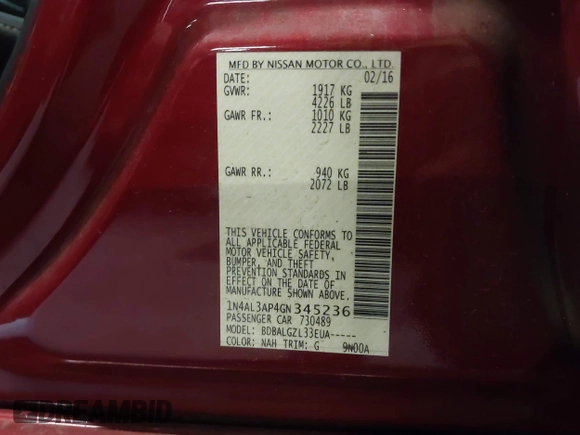 MFD BY NISSAN MOTOR CO., LTD.
DATE: 02/16
GVWR: 1917 KG
4226 LB
GAWR FR.: 1010 KG
2227 LB
GAWR RR.: 940 KG
2072 LB
THIS VEHICLE CONFORMS TO
ALL APPLICABLE FEDERAL
MOTOR VEHICLE SAFETY,
BUMPER, AND THEFT
PREVENTION STANDARDS IN
EFFECT ON THE DATE OF
MANUFACTURE SHOWN ABOVE.
1N4AL3AP4GN345236
PASSENGER CAR 730489
MODEL: BDBALGZL33EUA-----
COLOR: NAH TRIM: G 9N00A
DREAMBID